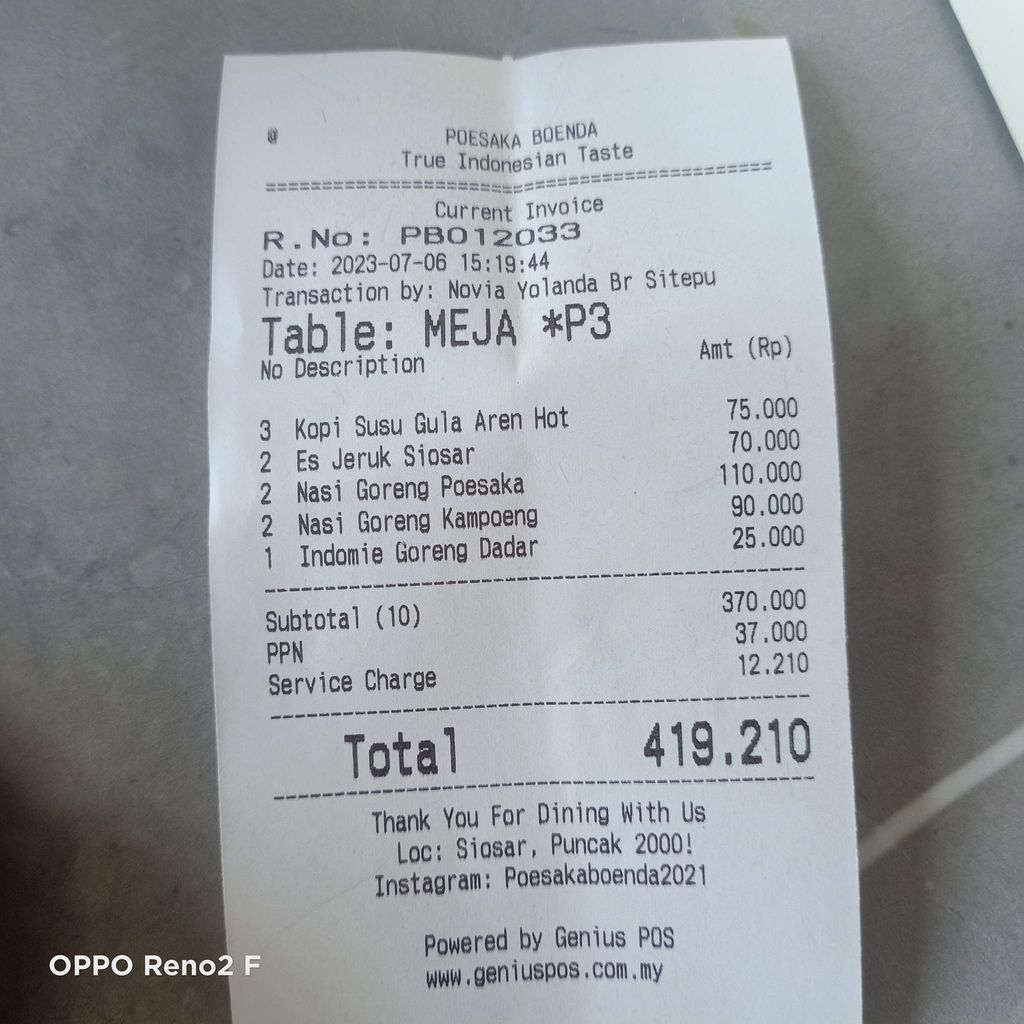 @ POESAKA BOENDA
True Indonesian Taste
================================================
Current Invoice
R.No: PBO12033
Date: 2023-07-06 15:19:44
Transaction by: Novia Yolanda Br Sitepu
Table: MEJA *P3
No Description Amt (Rp)
3 Kopi Susu Gula Aren Hot 75.000
2 Es Jeruk Siosar 70.000
2 Nasi Goreng Poesaka 110.000
2 Nasi Goreng Kampoeng 90.000
1 Indomie Goreng Dadar 25.000
------------------------------------------------
Subtotal (10) 370.000
PPN 37.000
Service Charge 12.210
------------------------------------------------
Total 419.210
------------------------------------------------
Thank You For Dining With Us
Loc: Siosar, Puncak 2000!
Instagram: Poesakaboenda2021
Powered by Genius POS
www.geniuspos.com.my
OPPO Reno2 F